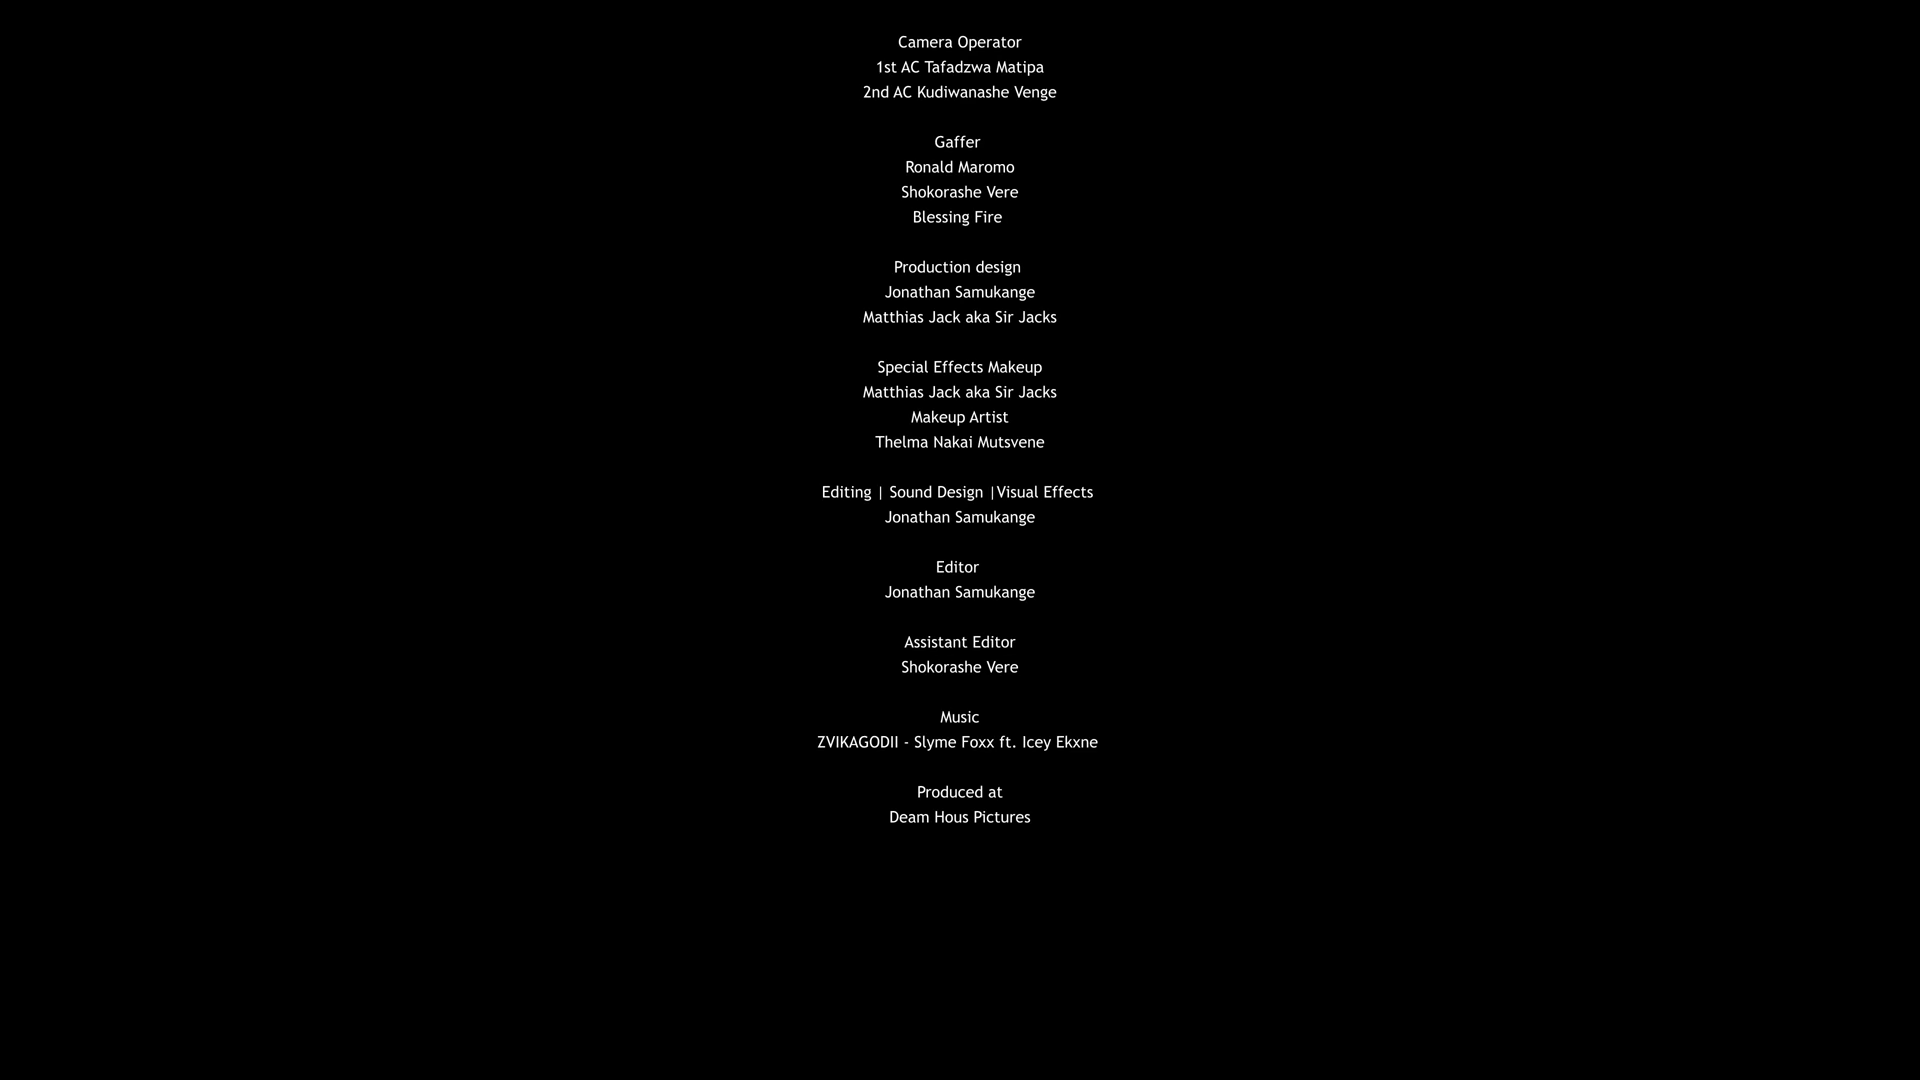 Camera Operator
1st AC Tafadzwa Matipa
2nd AC Kudiwanashe Venge
Gaffer
Ronald Maromo
Shokorashe Vere
Blessing Fire
Production design
Jonathan Samukange
Matthias Jack aka Sir Jacks
Special Effects Makeup
Matthias Jack aka Sir Jacks
Makeup Artist
Thelma Nakai Mutsvene
Editing | Sound Design |Visual Effects
Jonathan Samukange
Editor
Jonathan Samukange
Assistant Editor
Shokorashe Vere
Music
ZVIKAGODII - Slyme Foxx ft. Icey Ekxne
Produced at
Deam Hous Pictures